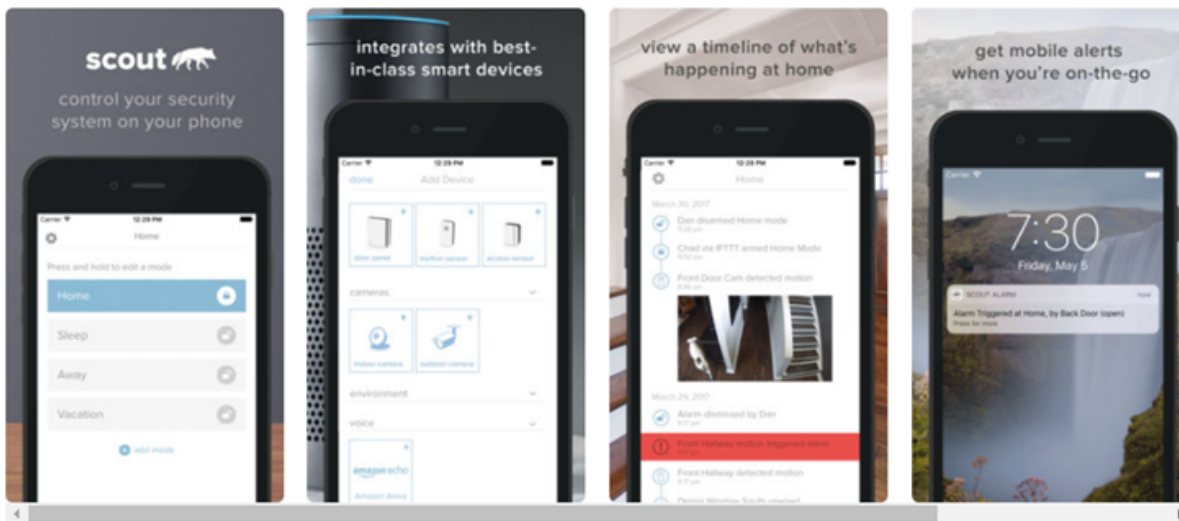 scout
control your security
system on your phone
Carrier
12:29 PM
Home
Press and hold to edit a mode
Home
Sleep
Away
Vacation
add mode
integrates with best-
in-class smart devices
Carrier
12:29 PM
done
Add Device
door panel
motion sensor
access sensor
cameras
indoor camera
outdoor camera
environment
voice
amazon echo
Amazon Alexa
view a timeline of what's
happening at home
Carrier
12:29 PM
Home
March 30, 2017
Dan disarmed Home mode
Chad via IFTTT armed Home Mode
Front Door Cam detected motion
March 29, 2017
Alarm dismissed by Dan
Front Hallway motion triggered alarm
Front Hallway detected motion
Dining Window South opened
get mobile alerts
when you're on-the-go
Carrier
7:30
Friday, May 5
SCOUT ALARM
now
Alarm Triggered at Home, by Back Door (open)
Press for more